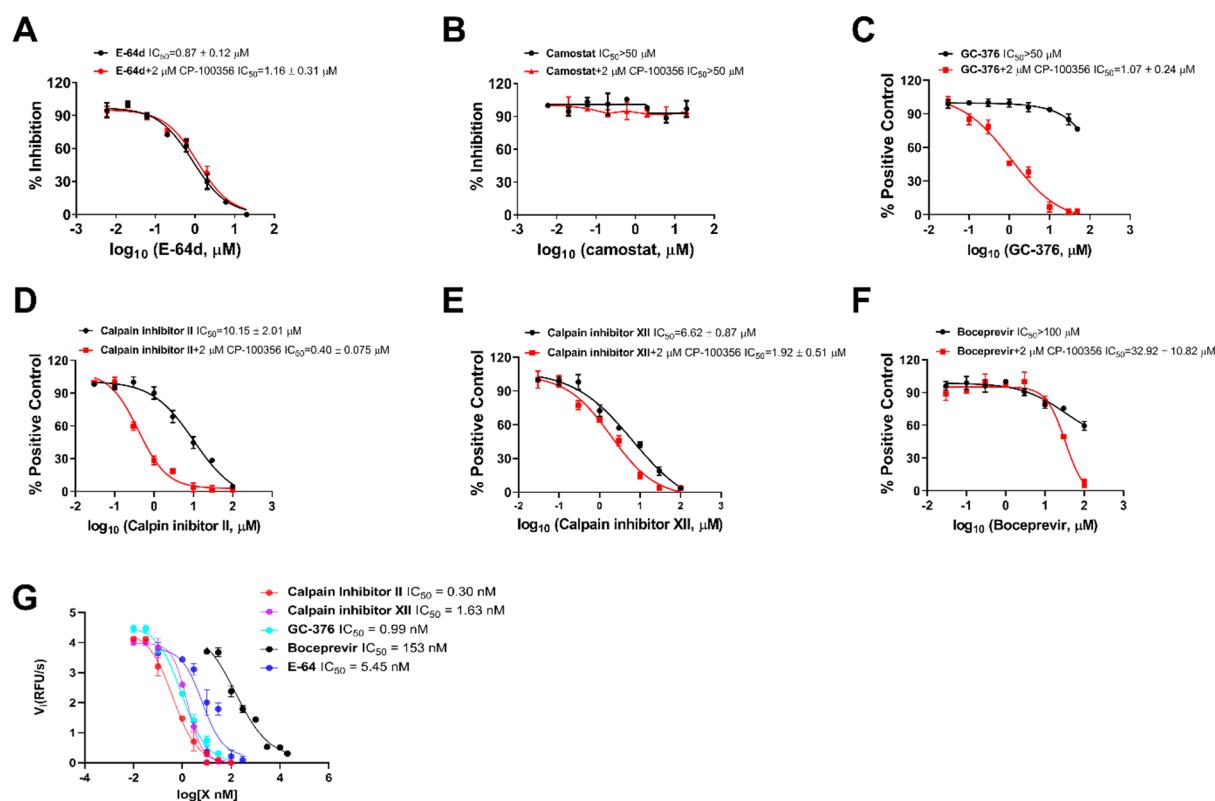 A
E-64d IC50=0.87 ± 0.12 μM
E-64d+2 μM CP-100356 IC50=1.16 ± 0.31 μM
% Inhibition
120
90
60
30
0
-3 -2 -1 0 1 2
log10 (E-64d, μM)
B
Camostat IC50>50 μM
Camostat+2 μM CP-100356 IC50>50 μM
% Inhibition
120
90
60
30
0
-3 -2 -1 0 1 2
log10 (camostat, μM)
C
GC-376 IC50>50 μM
GC-376+2 μM CP-100356 IC50=1.07 ± 0.24 μM
% Positive Control
120
90
60
30
0
-2 -1 0 1 2 3
log10 (GC-376, μM)
D
Calpain inhibitor II IC50=10.15 ± 2.01 μM
Calpain inhibitor II+2 μM CP-100356 IC50=0.40 ± 0.075 μM
% Positive Control
120
90
60
30
0
-2 -1 0 1 2 3
log10 (Calpin inibitor II, μM)
E
Calpain inhibitor XII IC50=6.62 ± 0.87 μM
Calpain inhibitor XII+2 μM CP-100356 IC50=1.92 ± 0.51 μM
% Positive Control
120
90
60
30
0
-2 -1 0 1 2 3
log10 (Calpain inhibitor XII, μM)
F
Boceprevir IC50>100 μM
Boceprevir+2 μM CP-100356 IC50=32.92 ± 10.82 μM
% Positive Control
120
90
60
30
0
-2 -1 0 1 2 3
log10 (Boceprevir, μM)
G
Calpain Inhibitor II IC50 = 0.30 nM
Calpain inhibitor XII IC50 = 1.63 nM
GC-376 IC50 = 0.99 nM
Boceprevir IC50 = 153 nM
E-64 IC50 = 5.45 nM
Vi(RFU/s)
5
4
3
2
1
0
-4 -2 0 2 4 6
log[X nM]